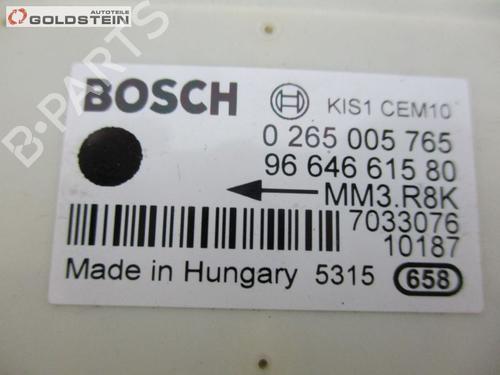 AUTOTEILE
GOLDSTEIN
B-PARTS
BOSCH KIS1 CEM10
0 265 005 765
96 646 615 80
MM3.R8K
7033076
10187
Made in Hungary 5315 658